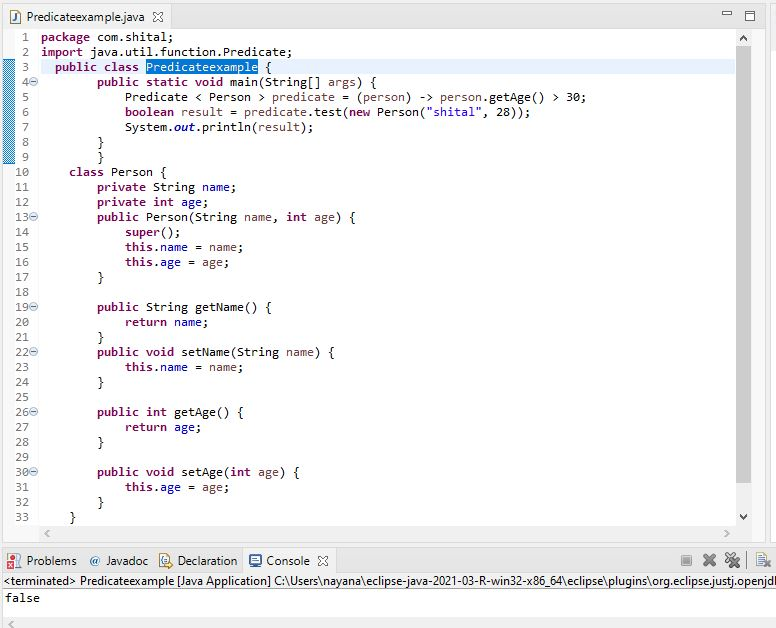 Predicateexample.java
1 package com.shital;
2 import java.util.function.Predicate;
3 public class Predicateexample {
4 public static void main(String[] args) {
5 Predicate < Person > predicate = (person) -> person.getAge() > 30;
6 boolean result = predicate.test(new Person("shital", 28));
7 System.out.println(result);
8 }
9 }
10 class Person {
11 private String name;
12 private int age;
13 public Person(String name, int age) {
14 super();
15 this.name = name;
16 this.age = age;
17 }
18
19 public String getName() {
20 return name;
21 }
22 public void setName(String name) {
23 this.name = name;
24 }
25
26 public int getAge() {
27 return age;
28 }
29
30 public void setAge(int age) {
31 this.age = age;
32 }
33 }
Problems @ Javadoc Declaration Console
<terminated> Predicateexample [Java Application] C:\Users\nayana\eclipse-java-2021-03-R-win32-x86_64\eclipse\plugins\org.eclipse.justj.openjd
false